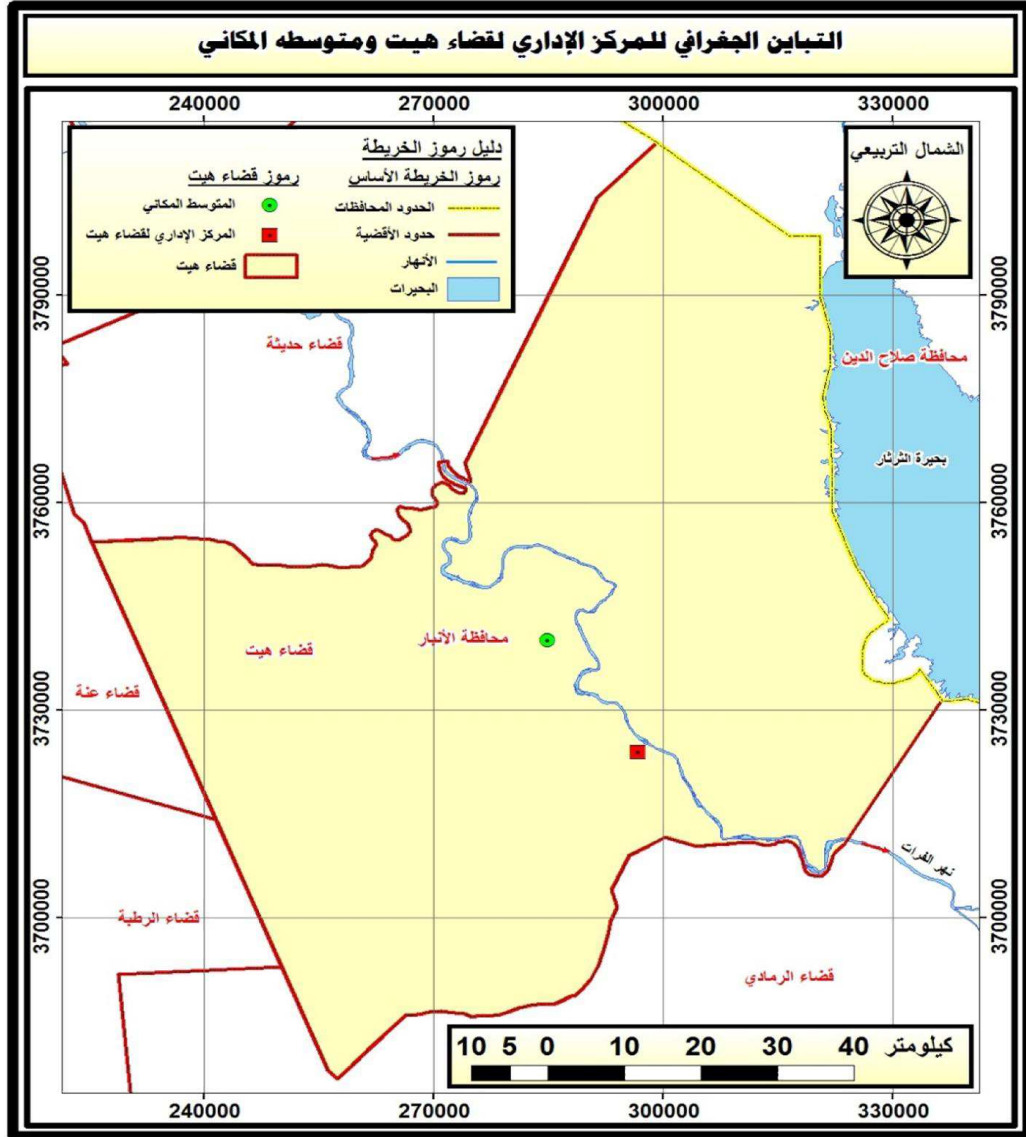 التباين الجغرافي للمركز الإداري لقضاء هيت ومتوسطه المكاني
240000 270000 300000 330000
دليل رموز الخريطة
رموز الخريطة الأساس
الحدود المحافظات
حدود الأقضية
الأنهار
البحيرات
رموز قضاء هيت
المتوسط المكاني
المركز الإداري لقضاء هيت
قضاء هيت
الشمال التربيعي
3790000
3790000
قضاء حديثة
محافظة صلاح الدين
بحيرة الثرثار
3760000
3760000
محافظة الأنبار
قضاء هيت
قضاء عنة
3730000
3730000
نهر الفرات
قضاء الرطبة
3700000
3700000
قضاء الرمادي
10 5 0 10 20 30 40 كيلومتر
240000 270000 300000 330000